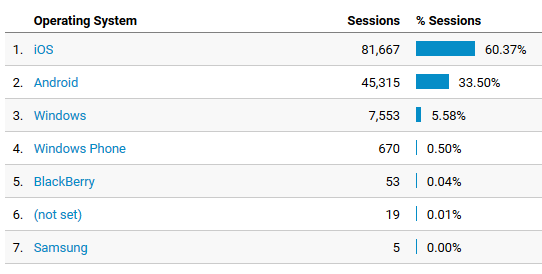 Operating System Sessions % Sessions
1. iOS 81,667 60.37%
2. Android 45,315 33.50%
3. Windows 7,553 5.58%
4. Windows Phone 670 0.50%
5. BlackBerry 53 0.04%
6. (not set) 19 0.01%
7. Samsung 5 0.00%